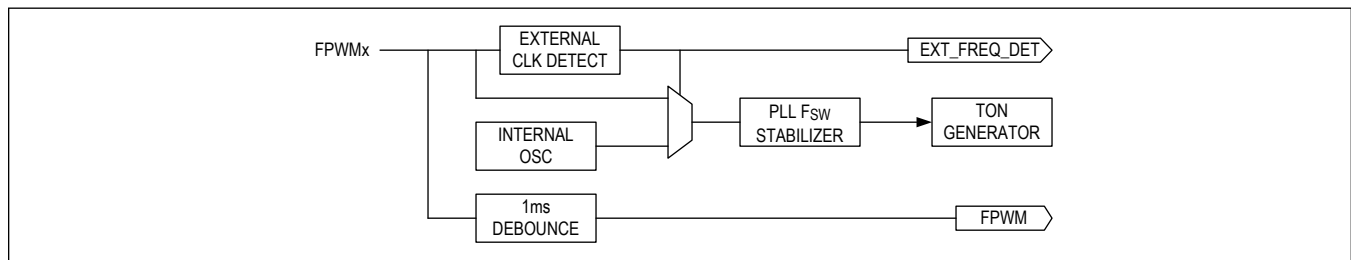 FPWMx
EXTERNAL
CLK DETECT
EXT_FREQ_DET
INTERNAL
OSC
PLL FSW
STABILIZER
TON
GENERATOR
1ms
DEBOUNCE
FPWM